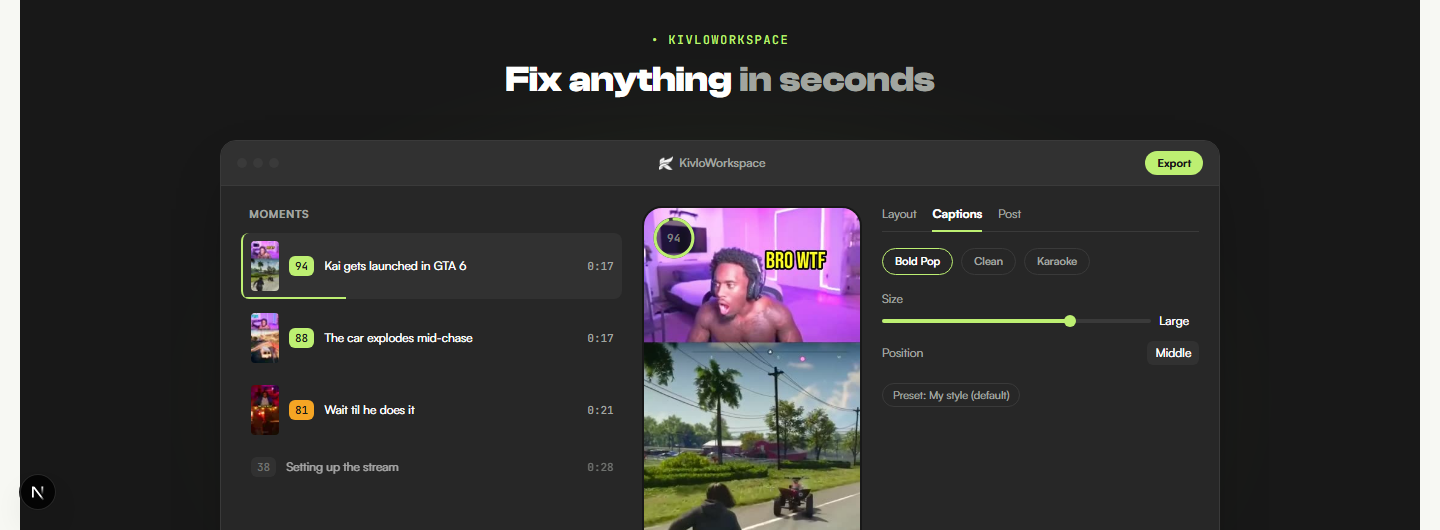 • KIVLOWORKSPACE
Fix anything in seconds
KivloWorkspace
Export
MOMENTS
94 Kai gets launched in GTA 6 0:17
88 The car explodes mid-chase 0:17
81 Wait til he does it 0:21
38 Setting up the stream 0:28
94
BRO WTF
Layout Captions Post
Bold Pop Clean Karaoke
Size
Large
Position Middle
Preset: My style (default)
N